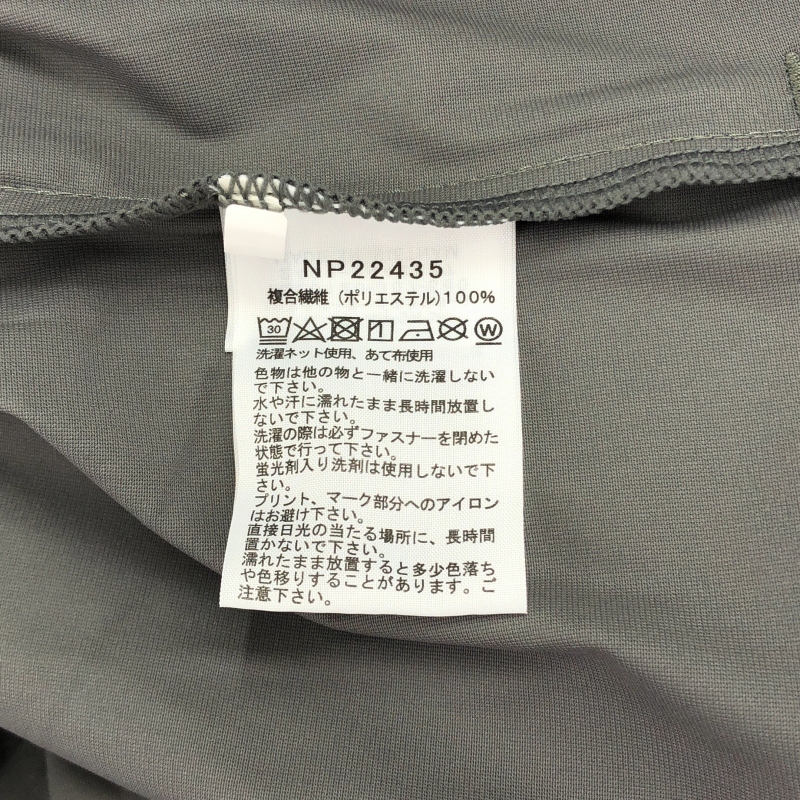 NP22435
複合繊維(ポリエステル)100%
30 W
洗濯ネット使用、あて布使用
色物は他の物と一緒に洗濯しない
で下さい。
水や汗に濡れたまま長時間放置し
ないで下さい。
洗濯の際は必ずファスナーを閉めた
状態で行って下さい。
蛍光剤入り洗剤は使用しないで下
さい。
プリント、マーク部分へのアイロン
はお避け下さい。
直接日光の当たる場所に、長時間
置かないで下さい。
濡れたまま放置すると多少色落ち
や色移りすることがあります。ご
注意下さい。